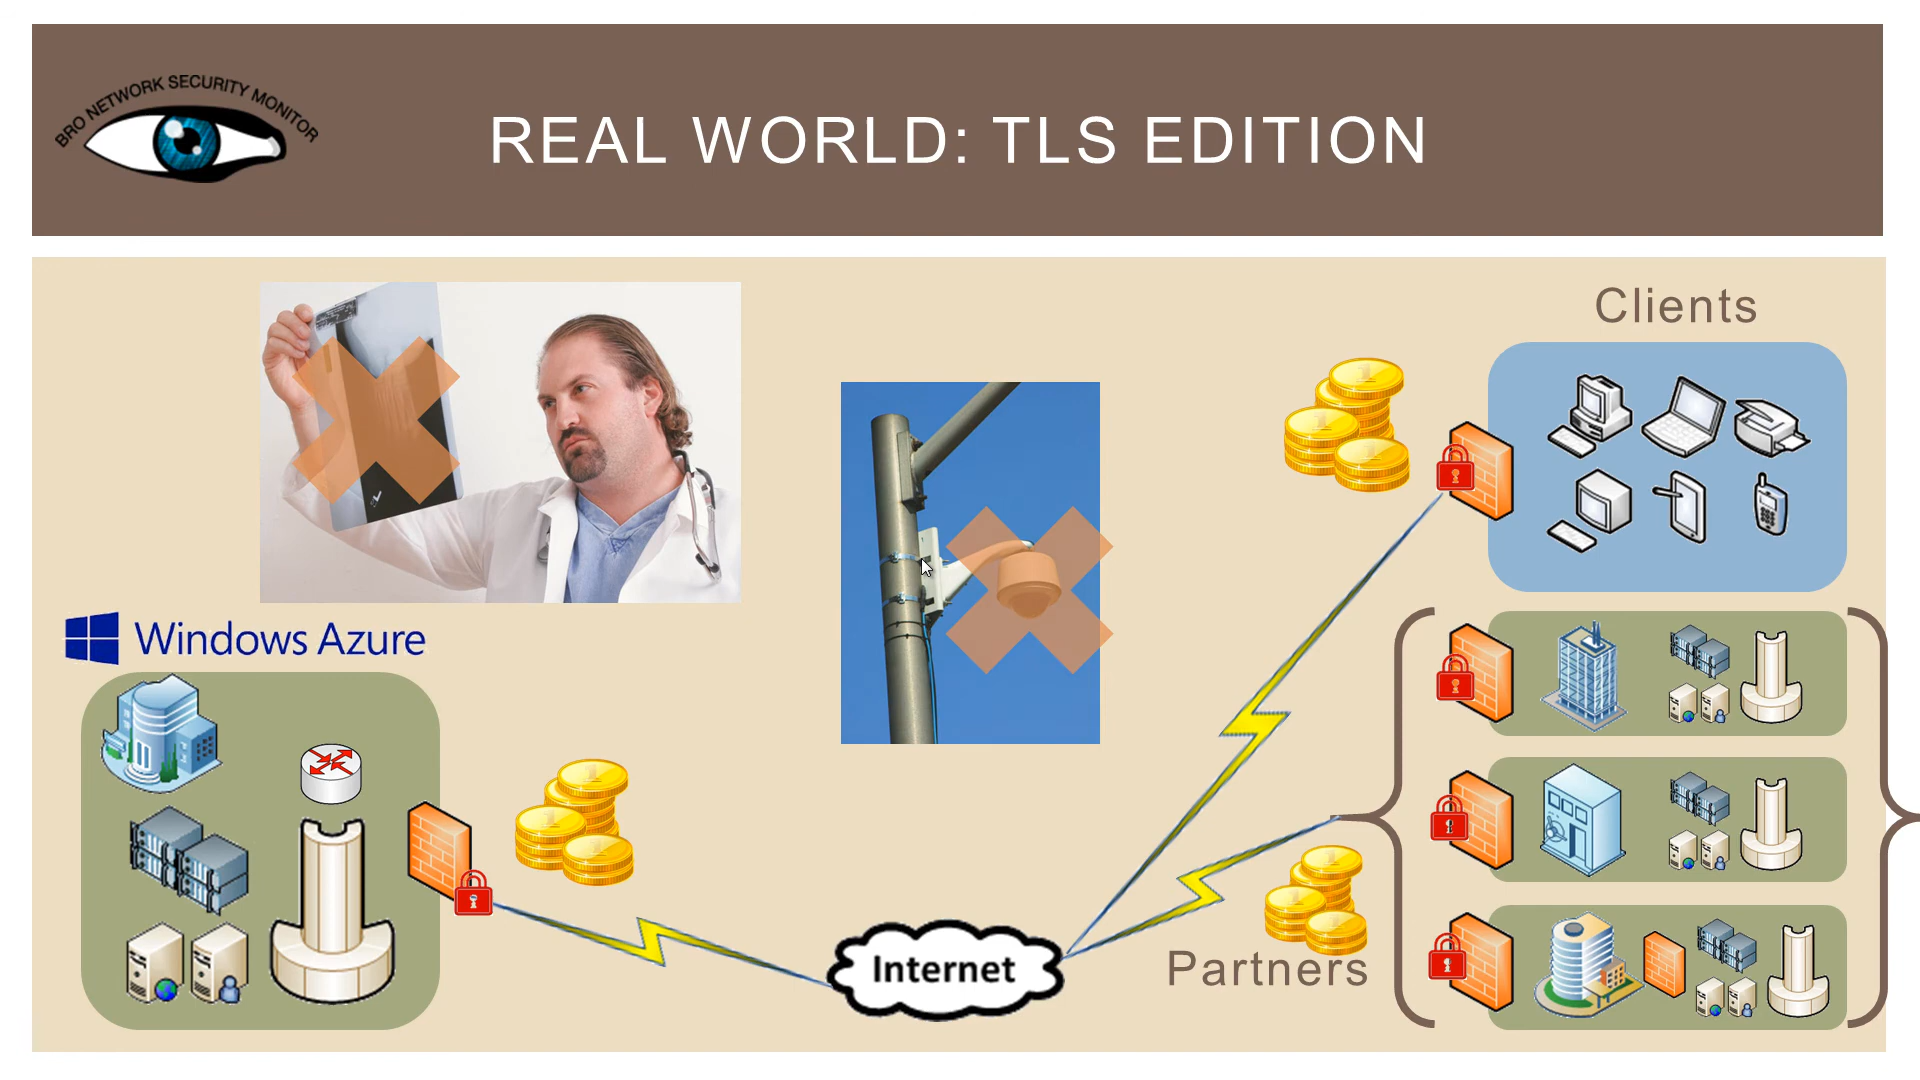 BRO NETWORK SECURITY MONITOR
REAL WORLD: TLS EDITION
Clients
Windows Azure
Internet
Partners